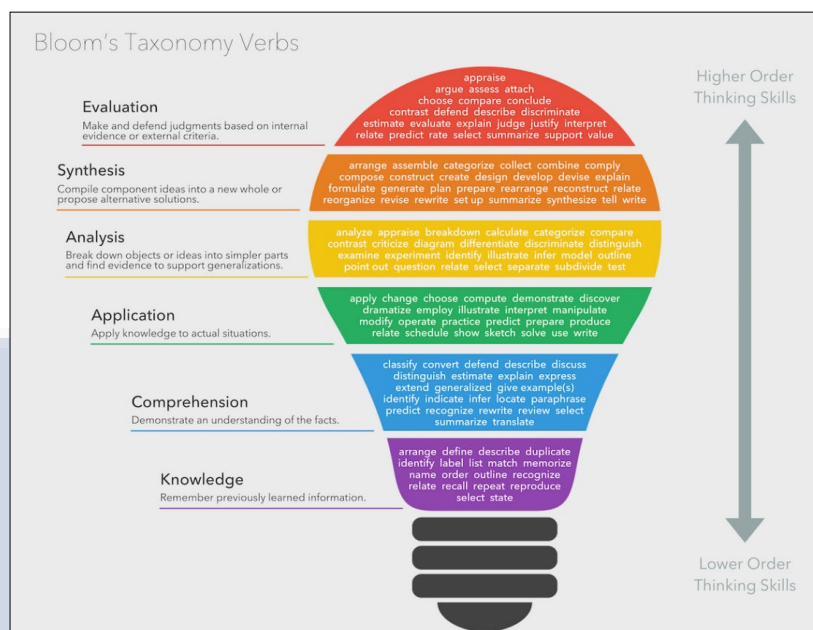 Bloom's Taxonomy Verbs
Higher Order
Thinking Skills
Evaluation
Make and defend judgments based on internal
evidence or external criteria.
appraise
argue assess attach
choose compare conclude
contrast defend describe discriminate
estimate evaluate explain judge justify interpret
relate predict rate select summarize support value
Synthesis
Compile component ideas into a new whole or
propose alternative solutions.
arrange assemble categorize collect combine comply
compose construct create design develop devise explain
formulate generate plan prepare rearrange reconstruct relate
reorganize revise rewrite set up summarize synthesize tell write
Analysis
Break down objects or ideas into simpler parts
and find evidence to support generalizations.
analyze appraise breakdown calculate categorize compare
contrast criticize diagram differentiate discriminate distinguish
examine experiment identify illustrate infer model outline
point out question relate select separate subdivide test
Application
Apply knowledge to actual situations.
apply change choose compute demonstrate discover
dramatize employ illustrate interpret manipulate
modify operate practice predict prepare produce
relate schedule show sketch solve use write
Comprehension
Demonstrate an understanding of the facts.
classify convert defend describe discuss
distinguish estimate explain express
extend generalized give example(s)
identify indicate infer locate paraphrase
predict recognize rewrite review select
summarize translate
Knowledge
Remember previously learned information.
arrange define describe duplicate
identify label list match memorize
name order outline recognize
relate recall repeat reproduce
select state
Lower Order
Thinking Skills